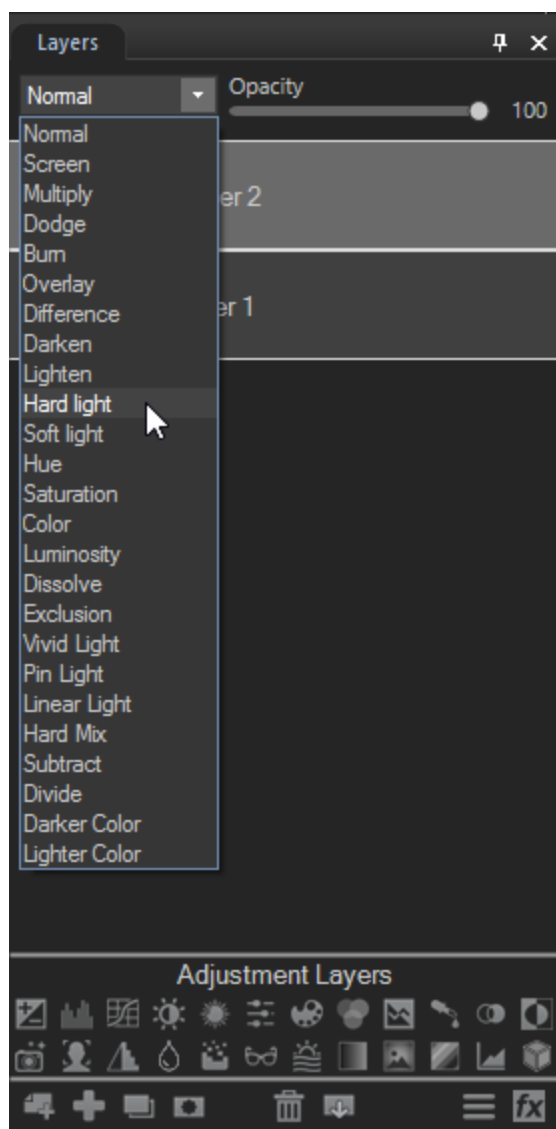 Layers
Normal
Opacity
100
Normal
Screen
Multiply
er 2
Dodge
Burn
Overlay
Difference
er 1
Darken
Lighten
Hard light
Soft light
Hue
Saturation
Color
Luminosity
Dissolve
Exclusion
Vivid Light
Pin Light
Linear Light
Hard Mix
Subtract
Divide
Darker Color
Lighter Color
Adjustment Layers
fx